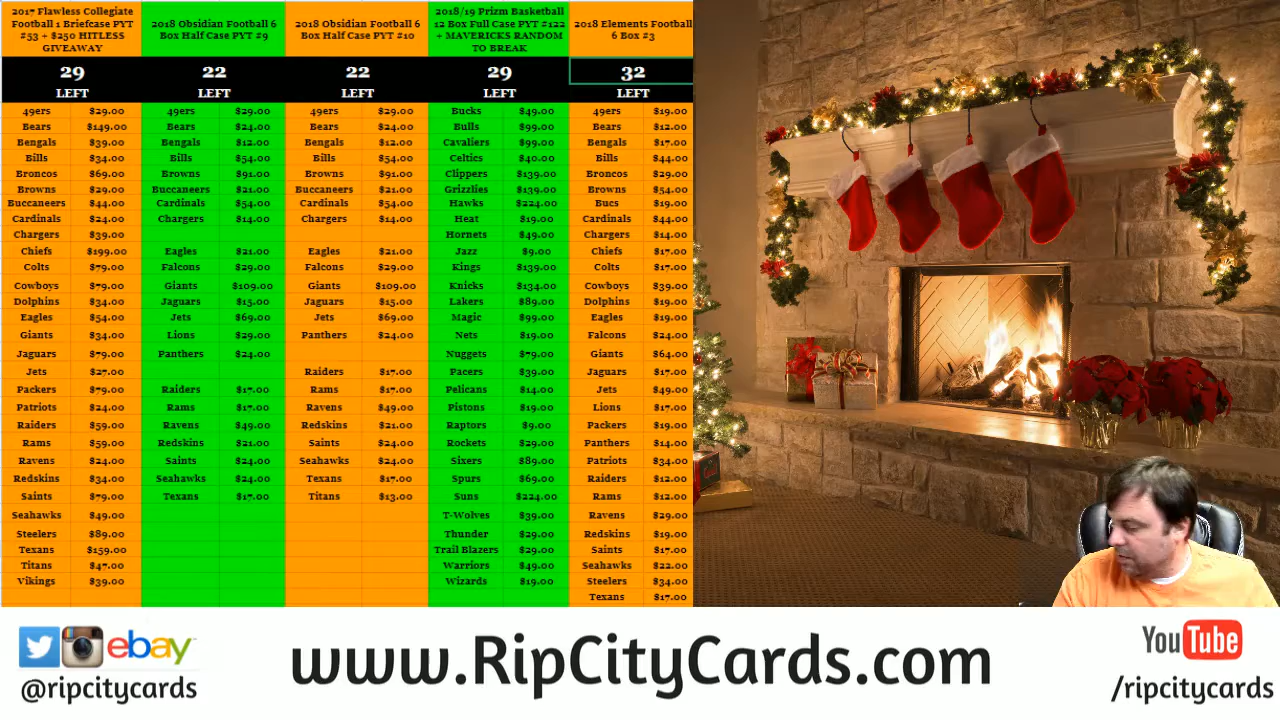 2017 Flawless Collegiate
Football 1 Briefcase PYT
#53 + $250 HITLESS
GIVEAWAY
29
LEFT
49ers $29.00
Bears $149.00
Bengals $39.00
Bills $34.00
Broncos $69.00
Browns $29.00
Buccaneers $44.00
Cardinals $24.00
Chargers $39.00
Chiefs $199.00
Colts $79.00
Cowboys $79.00
Dolphins $34.00
Eagles $54.00
Giants $34.00
Jaguars $79.00
Jets $27.00
Packers $79.00
Patriots $24.00
Raiders $59.00
Rams $59.00
Ravens $24.00
Redskins $34.00
Saints $79.00
Seahawks $49.00
Steelers $89.00
Texans $159.00
Titans $47.00
Vikings $39.00
2018 Obsidian Football 6
Box Half Case PYT #9
22
LEFT
49ers $29.00
Bears $24.00
Bengals $12.00
Bills $54.00
Browns $91.00
Buccaneers $21.00
Cardinals $54.00
Chargers $14.00
Eagles $21.00
Falcons $29.00
Giants $109.00
Jaguars $15.00
Jets $69.00
Lions $29.00
Panthers $24.00
Raiders $17.00
Rams $17.00
Ravens $49.00
Redskins $21.00
Saints $24.00
Seahawks $24.00
Texans $17.00
2018 Obsidian Football 6
Box Half Case PYT #10
22
LEFT
49ers $29.00
Bears $24.00
Bengals $12.00
Bills $54.00
Browns $91.00
Buccaneers $21.00
Cardinals $54.00
Chargers $14.00
Eagles $21.00
Falcons $29.00
Giants $109.00
Jaguars $15.00
Jets $69.00
Panthers $24.00
Raiders $17.00
Rams $17.00
Ravens $49.00
Redskins $21.00
Saints $24.00
Seahawks $24.00
Texans $17.00
Titans $13.00
2018/19 Prizm Basketball
12 Box Full Case PYT #122
+ MAVERICKS RANDOM
TO BREAK
29
LEFT
Bucks $49.00
Bulls $99.00
Cavaliers $99.00
Celtics $40.00
Clippers $139.00
Grizzlies $139.00
Hawks $224.00
Heat $19.00
Hornets $49.00
Jazz $9.00
Kings $139.00
Knicks $134.00
Lakers $89.00
Magic $99.00
Nets $19.00
Nuggets $79.00
Pacers $39.00
Pelicans $14.00
Pistons $19.00
Raptors $9.00
Rockets $29.00
Sixers $89.00
Spurs $69.00
Suns $224.00
T-Wolves $39.00
Thunder $29.00
Trail Blazers $29.00
Warriors $49.00
Wizards $19.00
2018 Elements Football
6 Box #3
32
LEFT
49ers $19.00
Bears $12.00
Bengals $17.00
Bills $44.00
Broncos $29.00
Browns $54.00
Bucs $19.00
Cardinals $44.00
Chargers $14.00
Chiefs $17.00
Colts $17.00
Cowboys $39.00
Dolphins $19.00
Eagles $19.00
Falcons $24.00
Giants $64.00
Jaguars $17.00
Jets $49.00
Lions $17.00
Packers $19.00
Panthers $14.00
Patriots $34.00
Raiders $12.00
Rams $12.00
Ravens $29.00
Redskins $19.00
Saints $17.00
Seahawks $22.00
Steelers $34.00
Texans $17.00
ebay
@ripcitycards
www.RipCityCards.com
YouTube
/ripcitycards